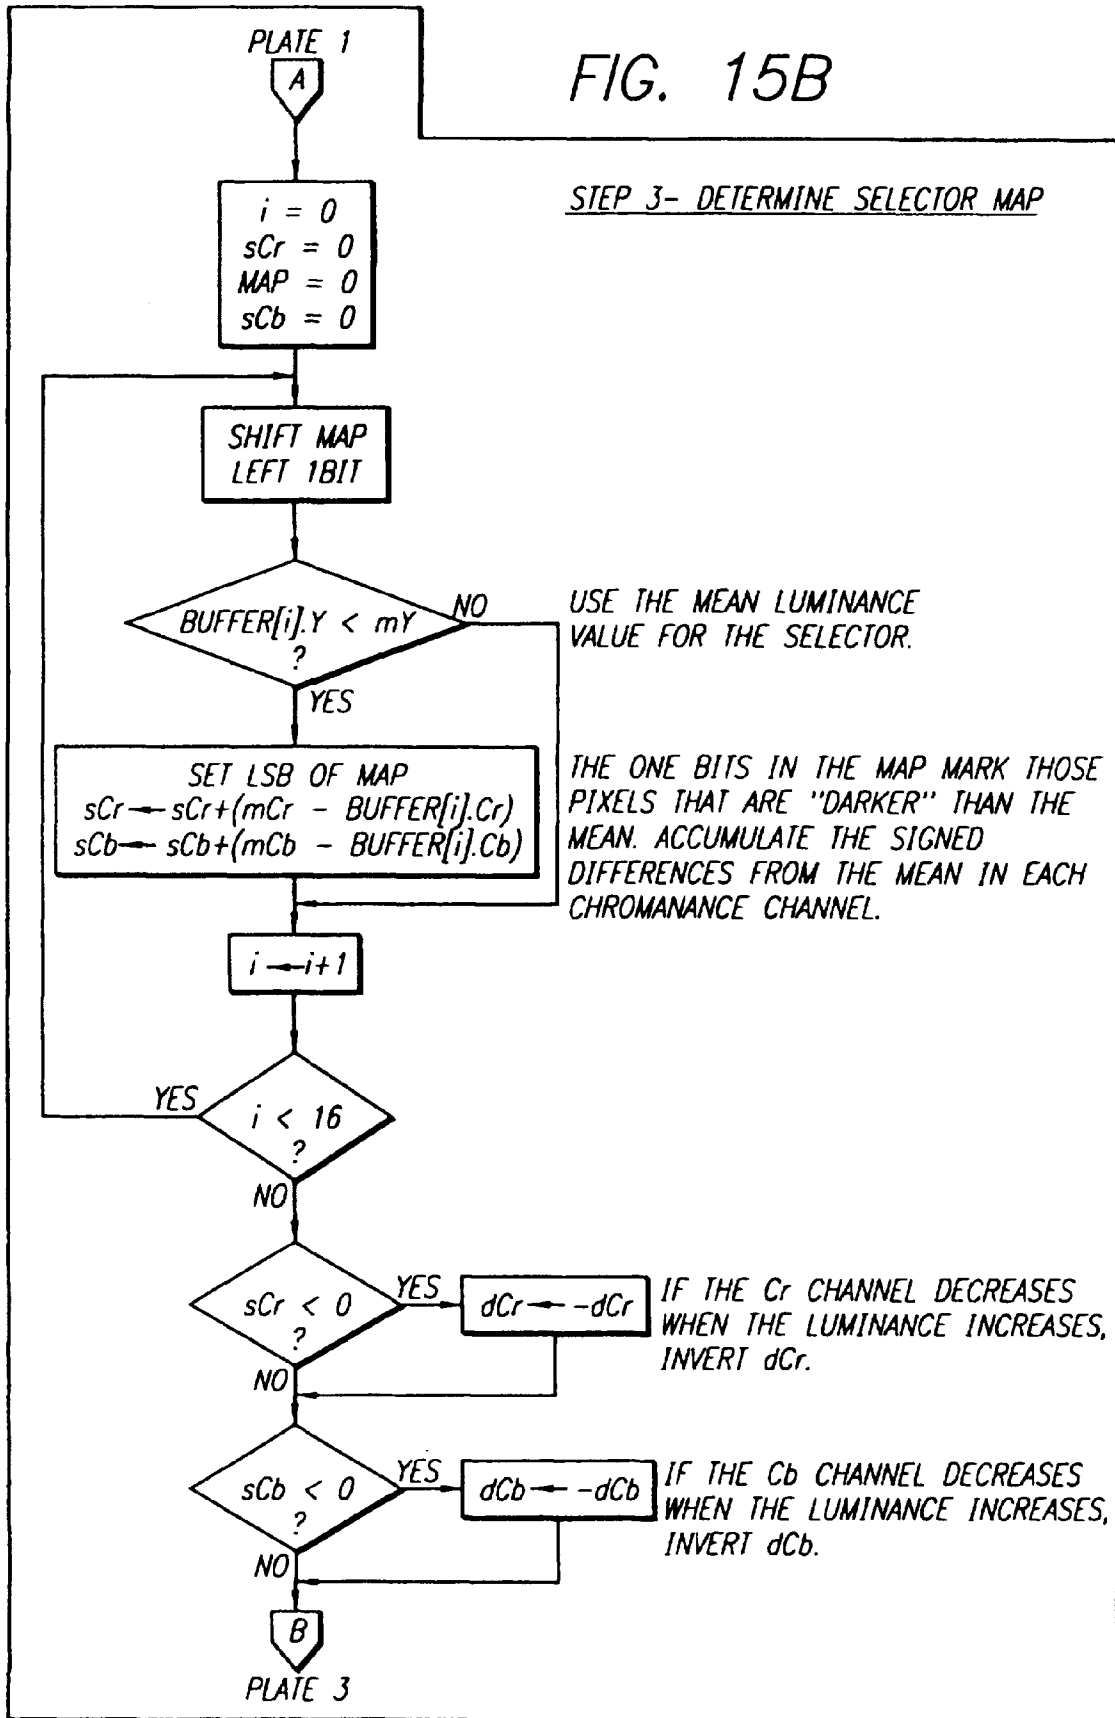 PLATE 1
A
FIG. 15B
STEP 3- DETERMINE SELECTOR MAP
i = 0
sCr = 0
MAP = 0
sCb = 0
SHIFT MAP
LEFT 1BIT
BUFFER[i].Y < mY
?
NO
YES
USE THE MEAN LUMINANCE
VALUE FOR THE SELECTOR.
SET LSB OF MAP
sCr ← sCr+(mCr - BUFFER[i].Cr)
sCb ← sCb+(mCb - BUFFER[i].Cb)
THE ONE BITS IN THE MAP MARK THOSE
PIXELS THAT ARE "DARKER" THAN THE
MEAN. ACCUMULATE THE SIGNED
DIFFERENCES FROM THE MEAN IN EACH
CHROMANANCE CHANNEL.
i ← i+1
YES
i < 16
?
NO
sCr < 0
?
YES
dCr ← -dCr
IF THE Cr CHANNEL DECREASES
WHEN THE LUMINANCE INCREASES,
INVERT dCr.
NO
sCb < 0
?
YES
dCb ← -dCb
IF THE Cb CHANNEL DECREASES
WHEN THE LUMINANCE INCREASES,
INVERT dCb.
NO
B
PLATE 3